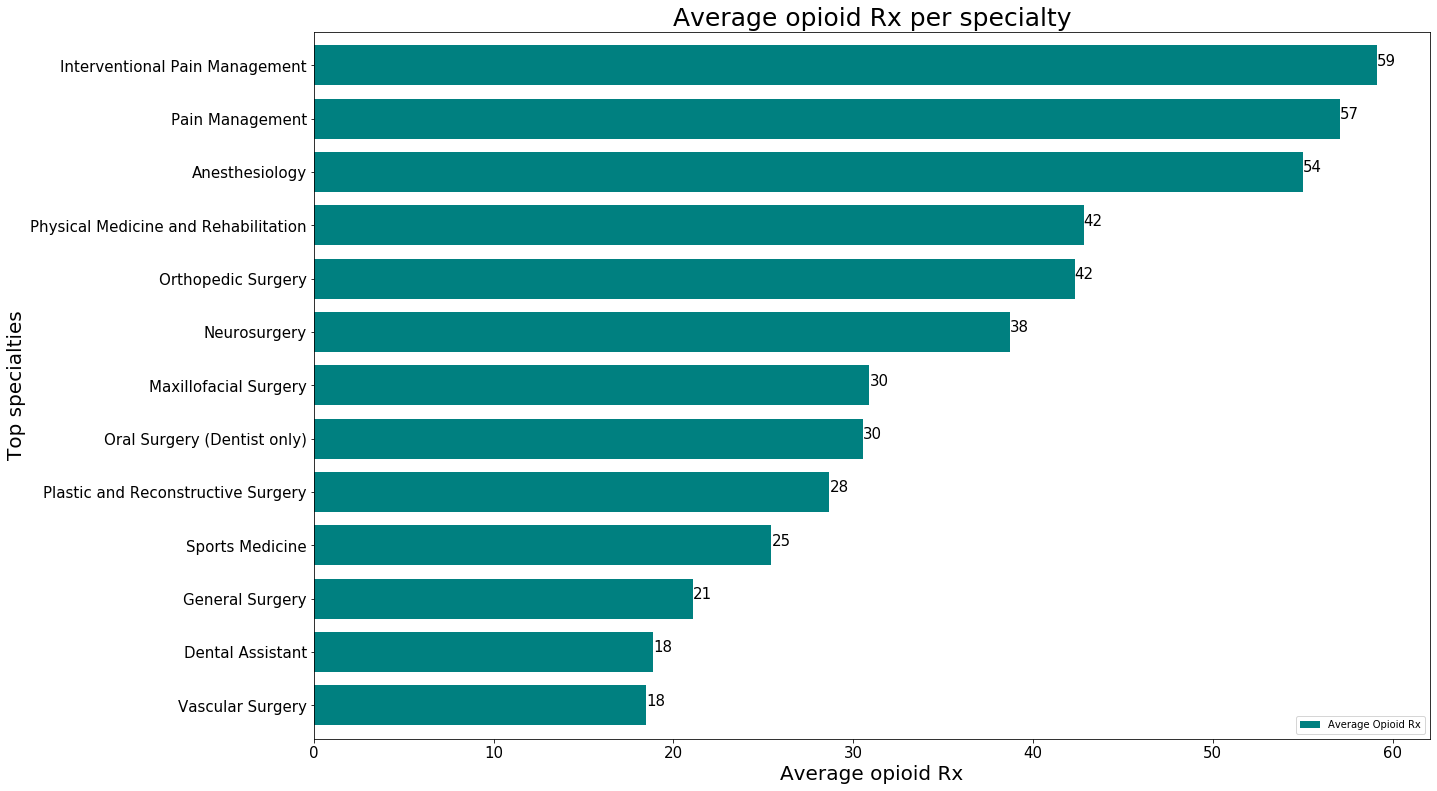 Average opioid Rx per specialty
Interventional Pain Management 59
Pain Management 57
Anesthesiology 54
Physical Medicine and Rehabilitation 42
Orthopedic Surgery 42
Neurosurgery 38
Maxillofacial Surgery 30
Oral Surgery (Dentist only) 30
Plastic and Reconstructive Surgery 28
Sports Medicine 25
General Surgery 21
Dental Assistant 18
Vascular Surgery 18
Top specialties
Average Opioid Rx
0 10 20 30 40 50 60
Average opioid Rx